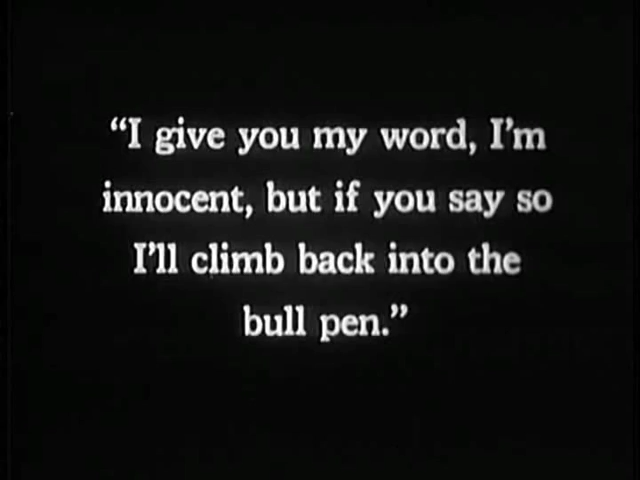 “I give you my word, I’m
innocent, but if you say so
I’ll climb back into the
bull pen.”